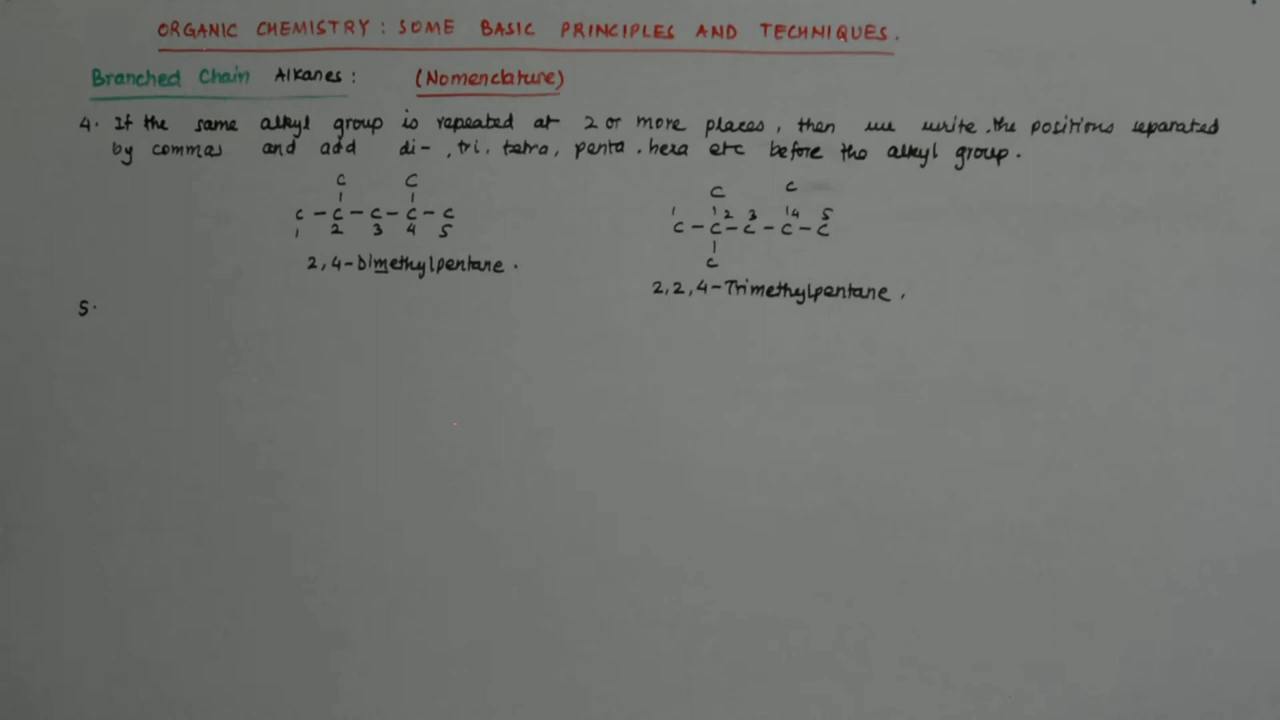 ORGANIC CHEMISTRY : SOME BASIC PRINCIPLES AND TECHNIQUES.
Branched Chain Alkanes : (Nomenclature)
4. If the same alkyl group is repeated at 2 or more places, then we write the positions separated
by commas and add di-, tri, tetra, penta, hexa etc before the alkyl group.
C C
C - C - C - C - C
1 2 3 4 5
2,4-Dimethylpentane.
C C
1 2 3 4 5
C - C - C - C - C
C
2,2,4-Trimethylpentane.
5.